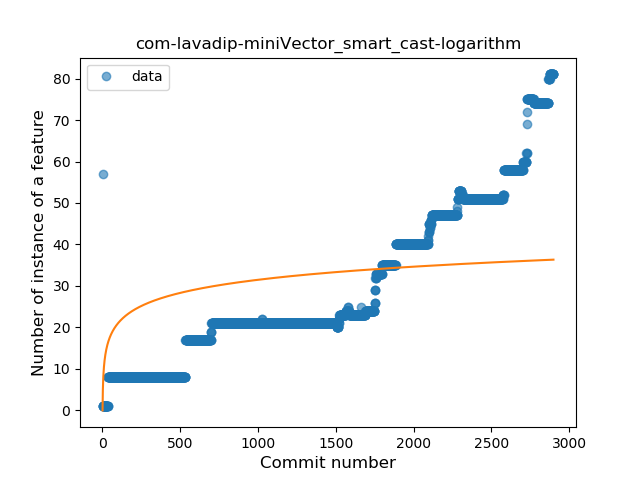 com-lavadip-miniVector_smart_cast-logarithm
data
Number of instance of a feature
80
70
60
50
40
30
20
10
0
0 500 1000 1500 2000 2500 3000
Commit number